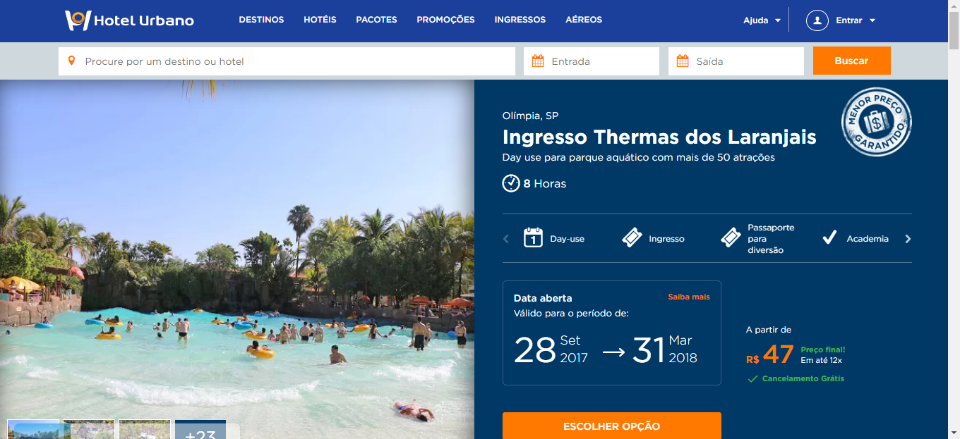 Hotel Urbano
DESTINOS HOTÉIS PACOTES PROMOÇÕES INGRESSOS AÉREOS
Ajuda Entrar
Procure por um destino ou hotel
Entrada
Saída
Buscar
MENOR PREÇO
GARANTIDO
Olímpia, SP
Ingresso Thermas dos Laranjais
Day use para parque aquático com mais de 50 atrações
8 Horas
1
Day-use
Ingresso
Passaporte
para
diversão
Academia
Data aberta
Saiba mais
Válido para o período de:
28 Set
2017
→ 31 Mar
2018
A partir de
R$ 47
Preço final!
Em até 12x
Cancelamento Grátis
ESCOLHER OPÇÃO
+23